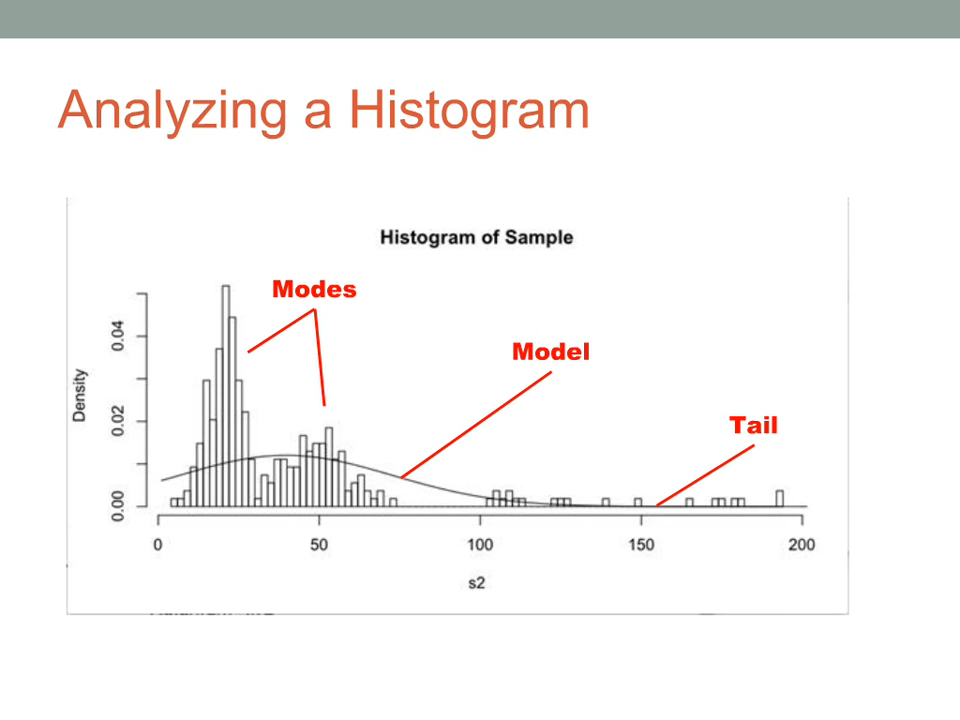 Analyzing a Histogram
Histogram of Sample
Modes
Model
Tail
Density
0.00 0.02 0.04
0 50 100 150 200
s2